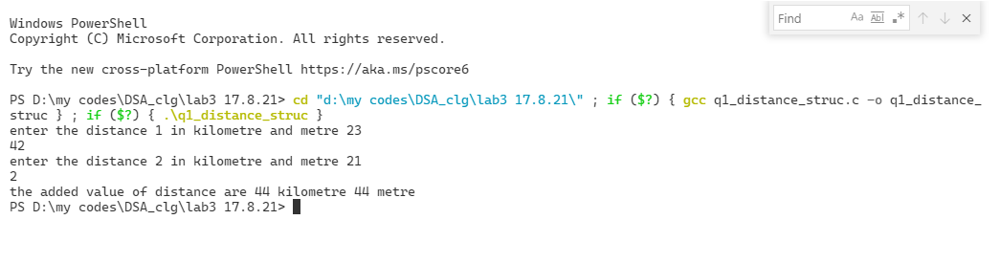 Windows PowerShell
Copyright (C) Microsoft Corporation. All rights reserved.
Try the new cross-platform PowerShell https://aka.ms/pscore6
PS D:\my codes\DSA_clg\lab3 17.8.21> cd "d:\my codes\DSA_clg\lab3 17.8.21\" ; if ($?) { gcc q1_distance_struc.c -o q1_distance_
struc } ; if ($?) { .\q1_distance_struc }
enter the distance 1 in kilometre and metre 23
42
enter the distance 2 in kilometre and metre 21
2
the added value of distance are 44 kilometre 44 metre
PS D:\my codes\DSA_clg\lab3 17.8.21>
Find Aa Abl .*